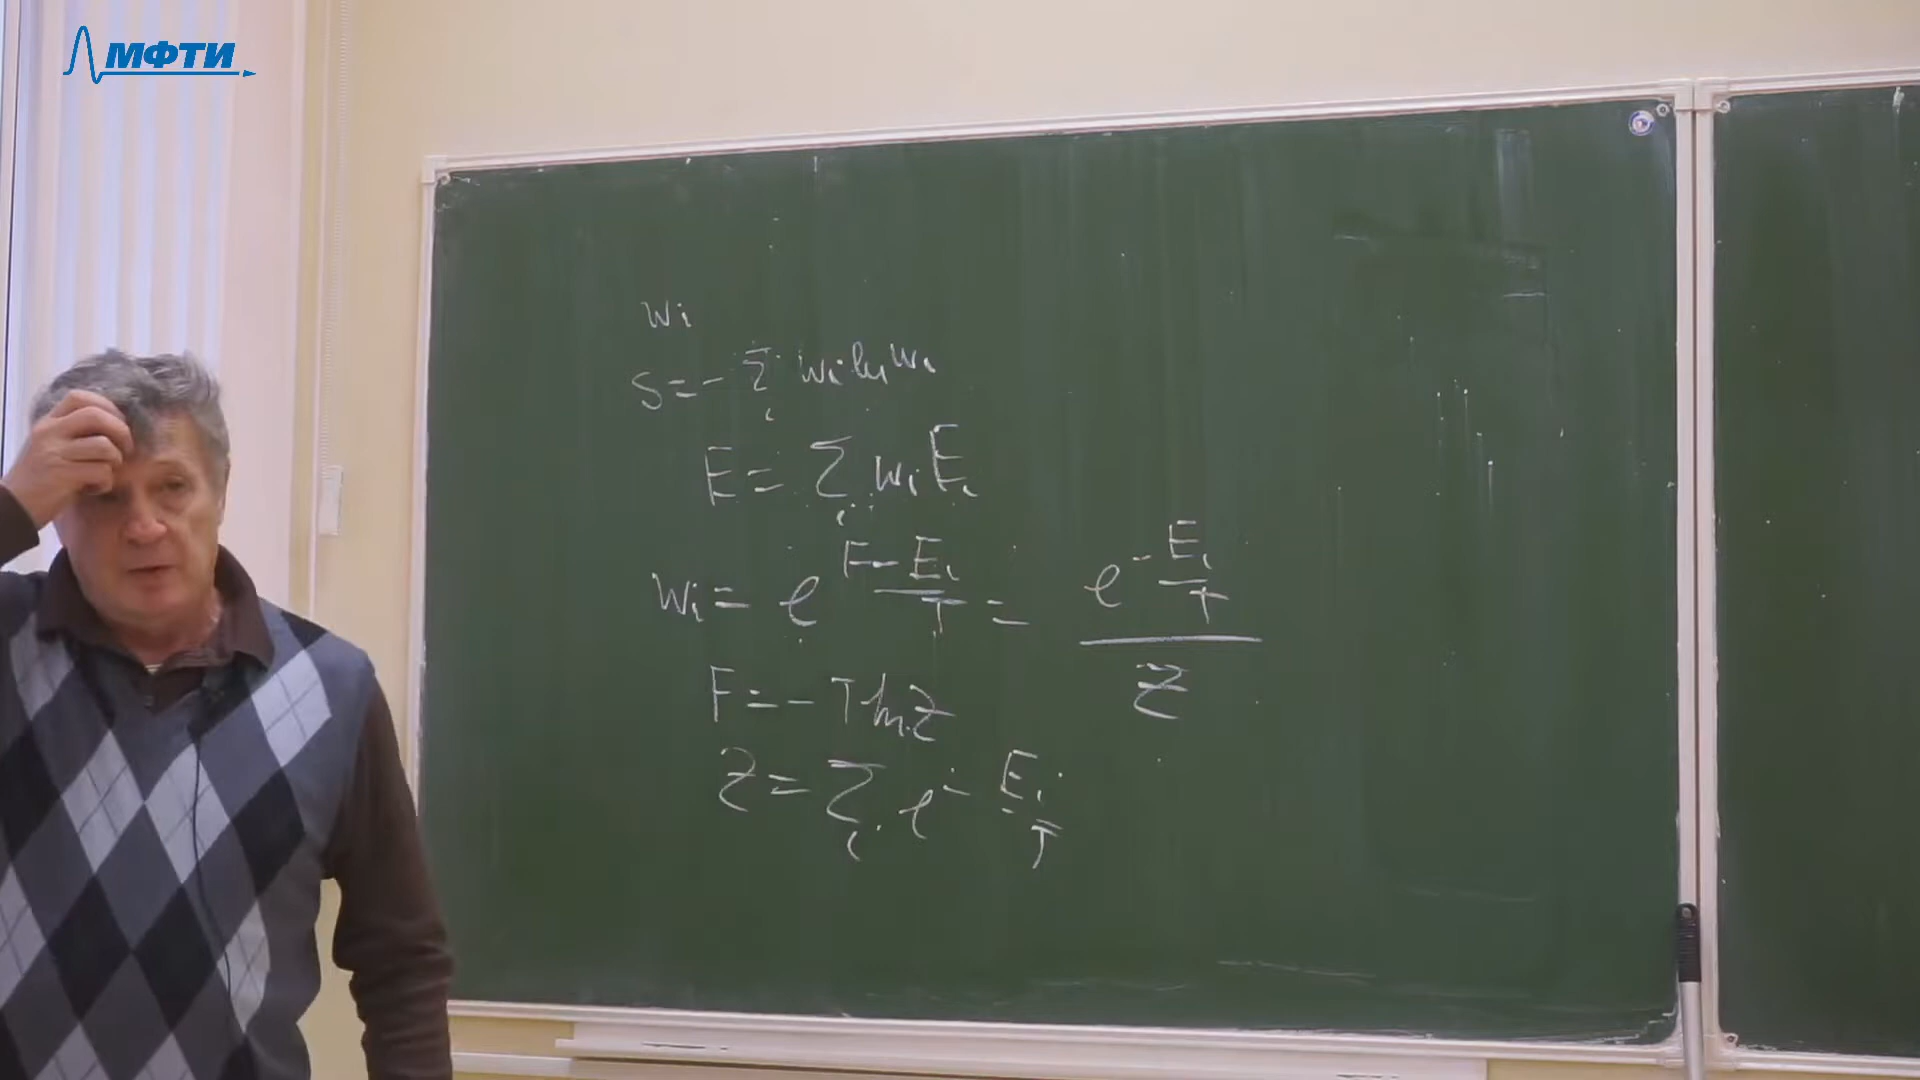 МФТИ
wᵢ
S = - Σᵢ wᵢ ln wᵢ
E = Σᵢ wᵢ Eᵢ
wᵢ = e^((F - Eᵢ)/T) = e^(-Eᵢ/T) / Z
F = - T ln Z
Z = Σᵢ e^(-Eᵢ/T)